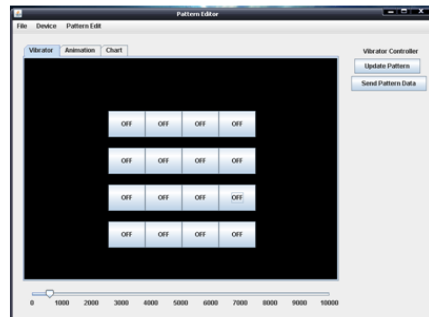 Pattern Editor
File Device Pattern Edit
Vibrator Animation Chart
Vibrator Controller
Update Pattern
Send Pattern Data
OFF OFF OFF OFF
OFF OFF OFF OFF
OFF OFF OFF OFF
OFF OFF OFF OFF
0 1000 2000 3000 4000 5000 6000 7000 8000 9000 10000